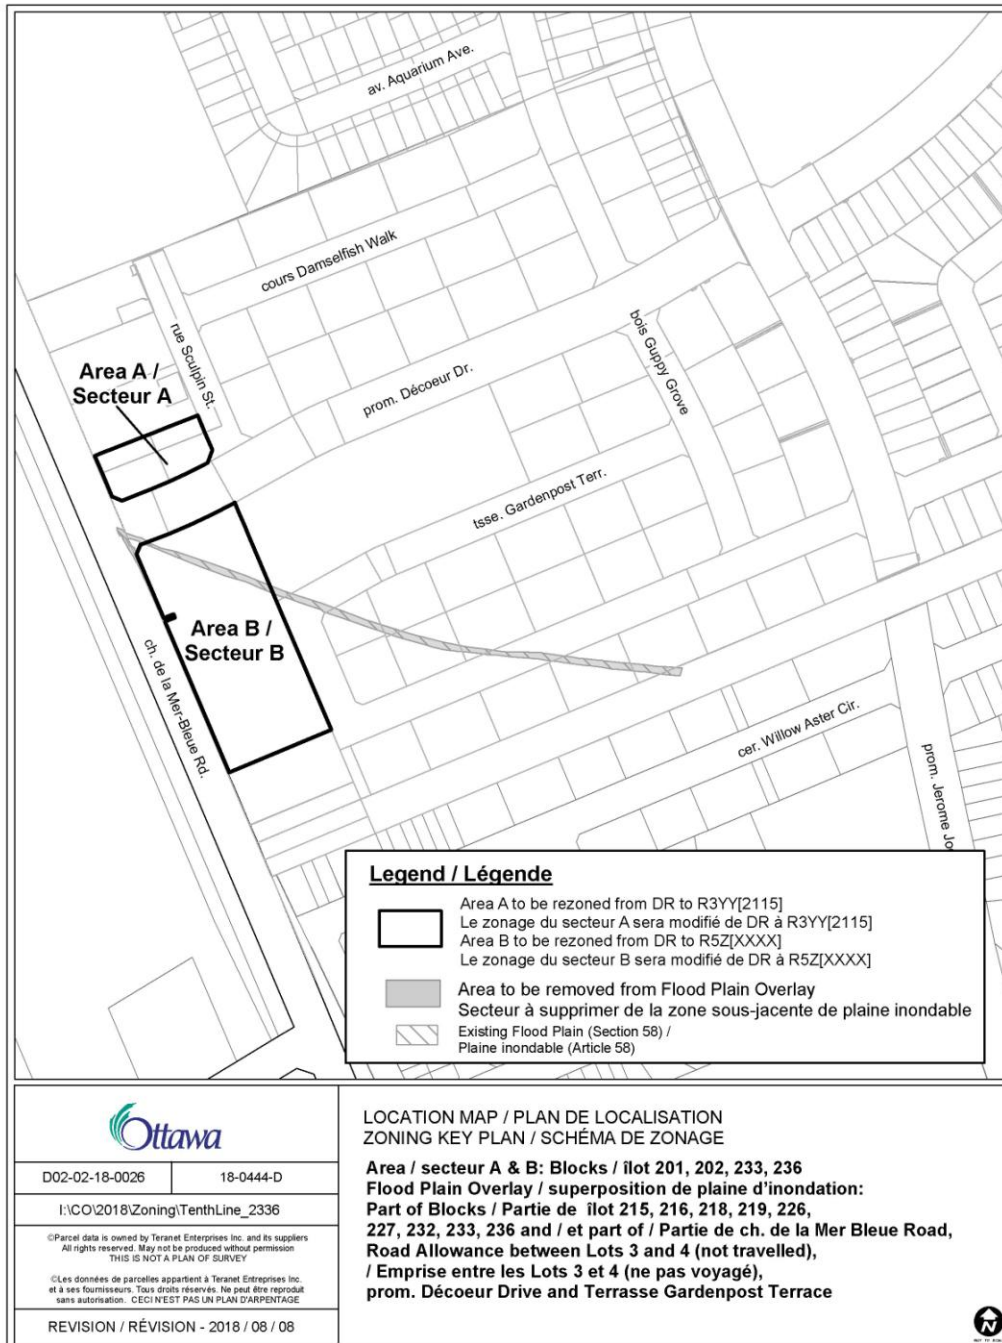 av. Aquarium Ave.
cours Damselfish Walk
rue Sculpin St.
bois Guppy Grove
Area A /
Secteur A
prom. Décoeur Dr.
tsse. Gardenpost Terr.
Area B /
Secteur B
ch. de la Mer-Bleue Rd.
cer. Willow Aster Cir.
prom. Jerome Jo
Legend / Légende
Area A to be rezoned from DR to R3YY[2115]
Le zonage du secteur A sera modifié de DR à R3YY[2115]
Area B to be rezoned from DR to R5Z[XXXX]
Le zonage du secteur B sera modifié de DR à R5Z[XXXX]
Area to be removed from Flood Plain Overlay
Secteur à supprimer de la zone sous-jacente de plaine inondable
Existing Flood Plain (Section 58) /
Plaine inondable (Article 58)
Ottawa
D02-02-18-0026
18-0444-D
I:\CO\2018\Zoning\TenthLine_2336
©Parcel data is owned by Teranet Enterprises Inc. and its suppliers
All rights reserved. May not be produced without permission
THIS IS NOT A PLAN OF SURVEY
©Les données de parcelles appartient à Teranet Entreprises Inc.
et à ses fournisseurs. Tous droits réservés. Ne peut être reproduit
sans autorisation. CECI N'EST PAS UN PLAN D'ARPENTAGE
REVISION / RÉVISION - 2018 / 08 / 08
LOCATION MAP / PLAN DE LOCALISATION
ZONING KEY PLAN / SCHÉMA DE ZONAGE
Area / secteur A & B: Blocks / îlot 201, 202, 233, 236
Flood Plain Overlay / superposition de plaine d'inondation:
Part of Blocks / Partie de îlot 215, 216, 218, 219, 226,
227, 232, 233, 236 and / et part of / Partie de ch. de la Mer Bleue Road,
Road Allowance between Lots 3 and 4 (not travelled),
/ Emprise entre les Lots 3 et 4 (ne pas voyagé),
prom. Décoeur Drive and Terrasse Gardenpost Terrace
N